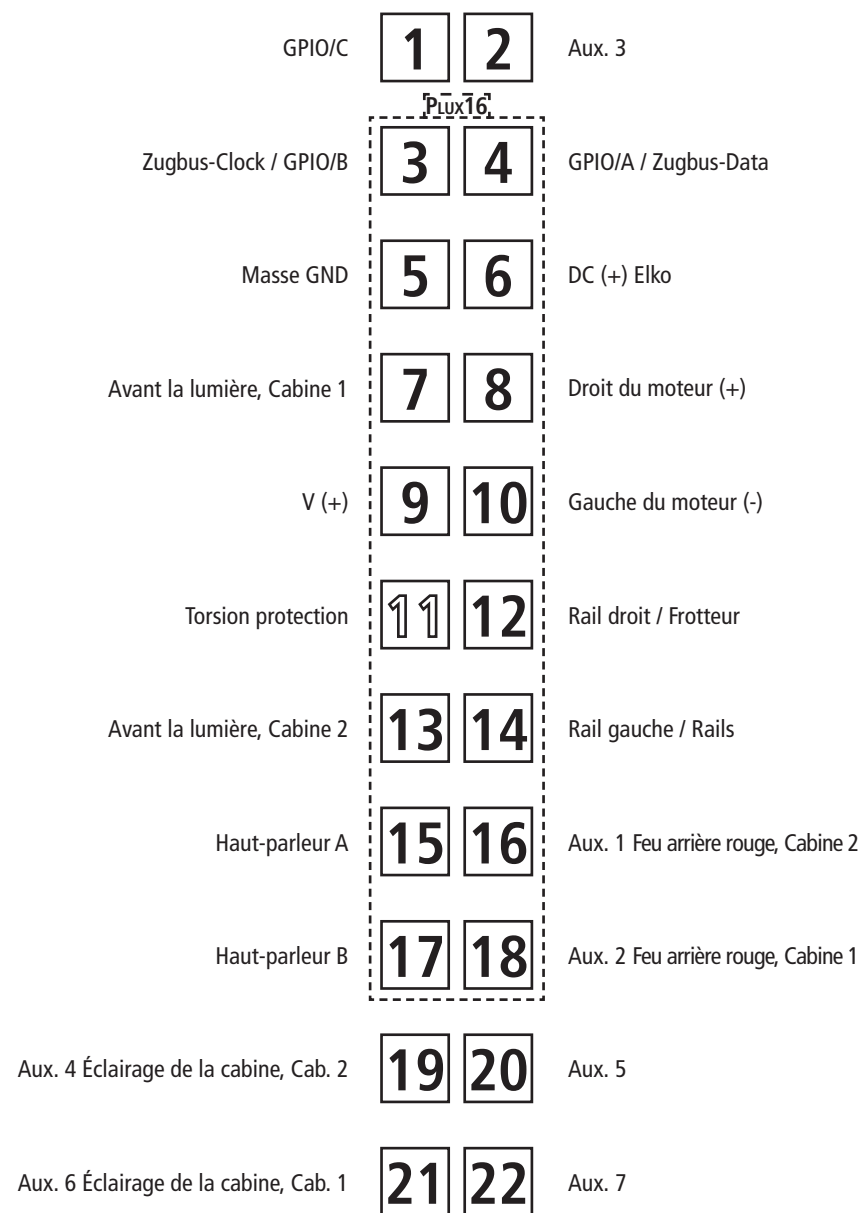 GPIO/C 1 2 Aux. 3
PLUX16
Zugbus-Clock / GPIO/B 3 4 GPIO/A / Zugbus-Data
Masse GND 5 6 DC (+) Elko
Avant la lumière, Cabine 1 7 8 Droit du moteur (+)
V (+) 9 10 Gauche du moteur (-)
Torsion protection 11 12 Rail droit / Frotteur
Avant la lumière, Cabine 2 13 14 Rail gauche / Rails
Haut-parleur A 15 16 Aux. 1 Feu arrière rouge, Cabine 2
Haut-parleur B 17 18 Aux. 2 Feu arrière rouge, Cabine 1
Aux. 4 Éclairage de la cabine, Cab. 2 19 20 Aux. 5
Aux. 6 Éclairage de la cabine, Cab. 1 21 22 Aux. 7